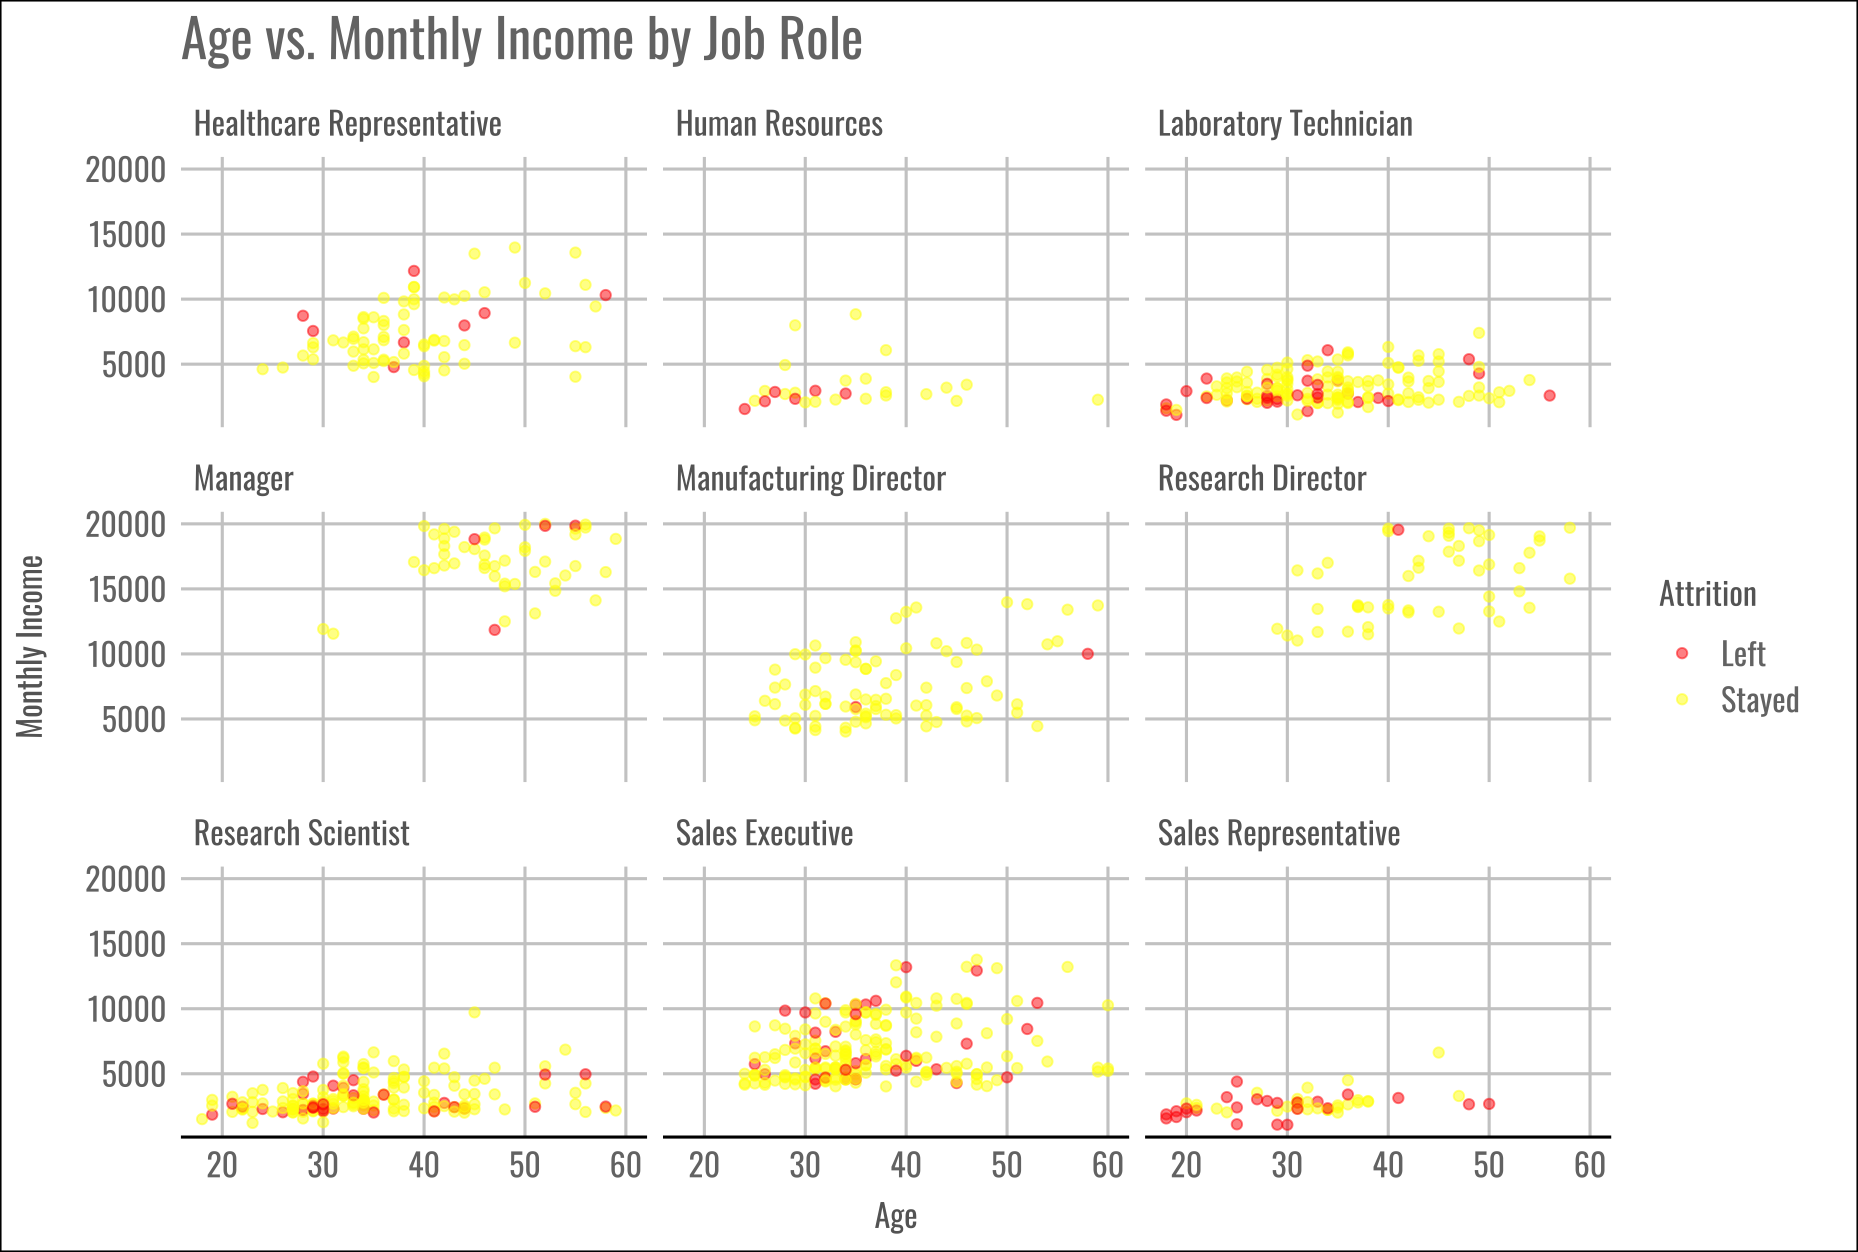 Age vs. Monthly Income by Job Role
Healthcare Representative
Human Resources
Laboratory Technician
20000
15000
10000
5000
Manager
Manufacturing Director
Research Director
20000
15000
10000
5000
Monthly Income
Attrition
Left
Stayed
Research Scientist
Sales Executive
Sales Representative
20000
15000
10000
5000
20 30 40 50 60
20 30 40 50 60
20 30 40 50 60
Age